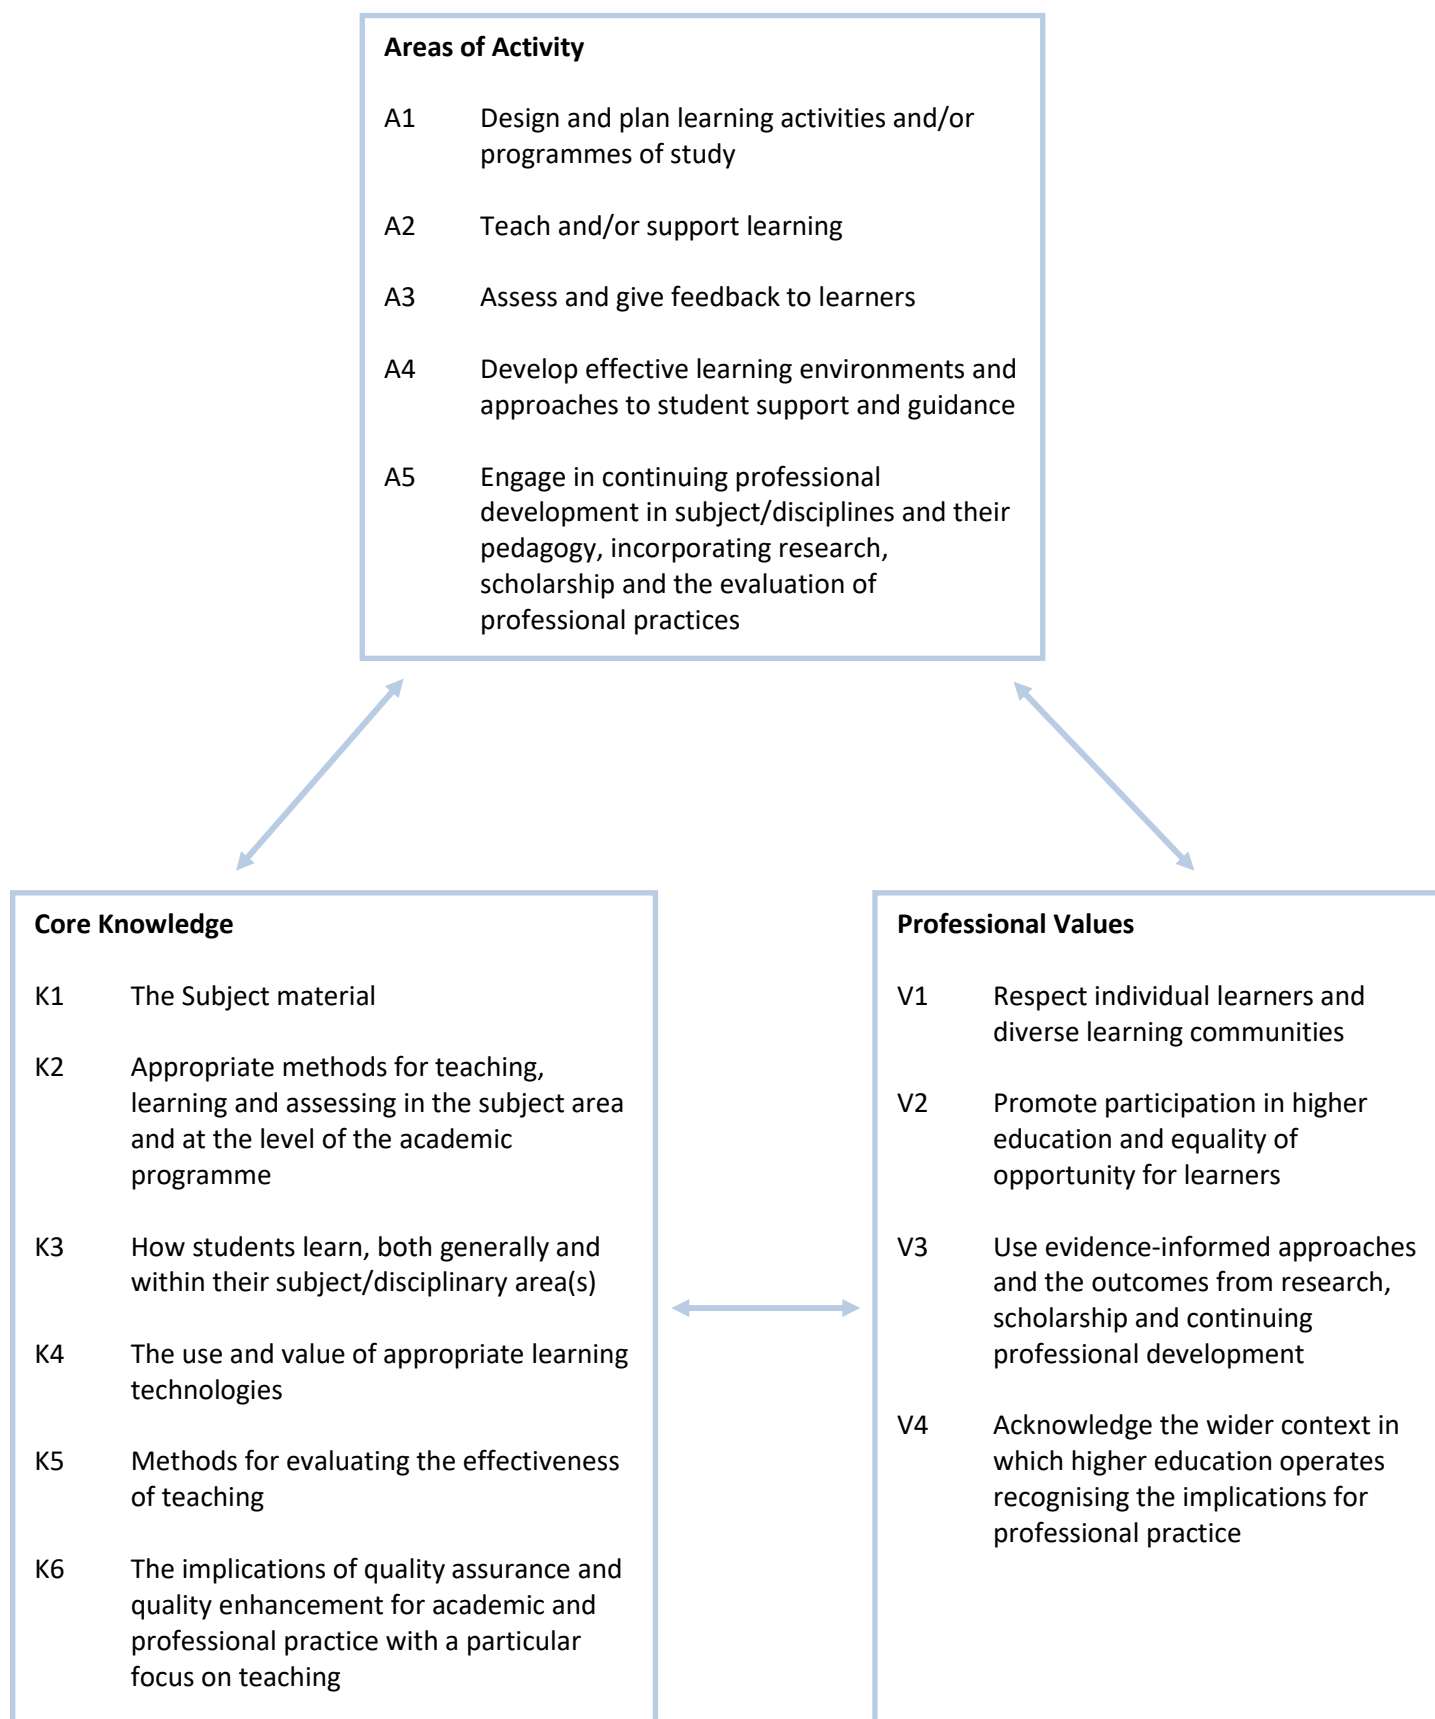 Areas of Activity
A1 Design and plan learning activities and/or
programmes of study
A2 Teach and/or support learning
A3 Assess and give feedback to learners
A4 Develop effective learning environments and
approaches to student support and guidance
A5 Engage in continuing professional
development in subject/disciplines and their
pedagogy, incorporating research,
scholarship and the evaluation of
professional practices
Core Knowledge
K1 The Subject material
K2 Appropriate methods for teaching,
learning and assessing in the subject area
and at the level of the academic
programme
K3 How students learn, both generally and
within their subject/disciplinary area(s)
K4 The use and value of appropriate learning
technologies
K5 Methods for evaluating the effectiveness
of teaching
K6 The implications of quality assurance and
quality enhancement for academic and
professional practice with a particular
focus on teaching
Professional Values
V1 Respect individual learners and
diverse learning communities
V2 Promote participation in higher
education and equality of
opportunity for learners
V3 Use evidence-informed approaches
and the outcomes from research,
scholarship and continuing
professional development
V4 Acknowledge the wider context in
which higher education operates
recognising the implications for
professional practice